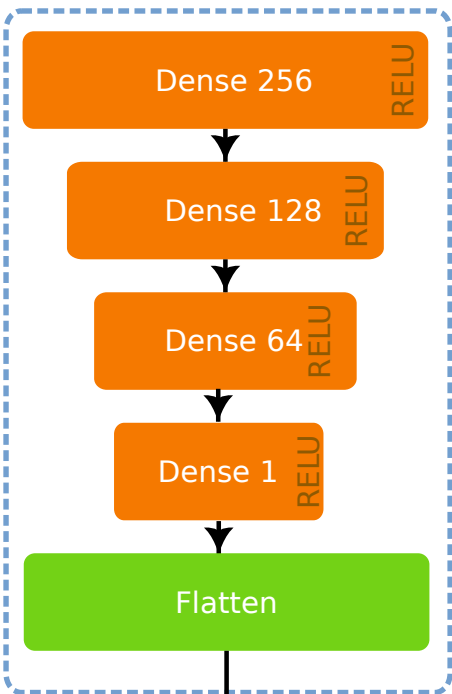 Dense 256
RELU
Dense 128
RELU
Dense 64
RELU
Dense 1
RELU
Flatten